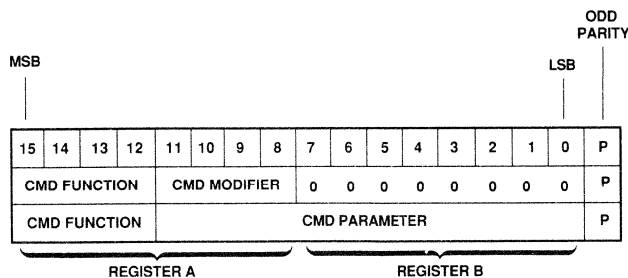 ODD
PARITY
MSB
LSB
15 14 13 12 11 10 9 8 7 6 5 4 3 2 1 0 P
CMD FUNCTION CMD MODIFIER 0 0 0 0 0 0 0 0 P
CMD FUNCTION CMD PARAMETER P
REGISTER A REGISTER B